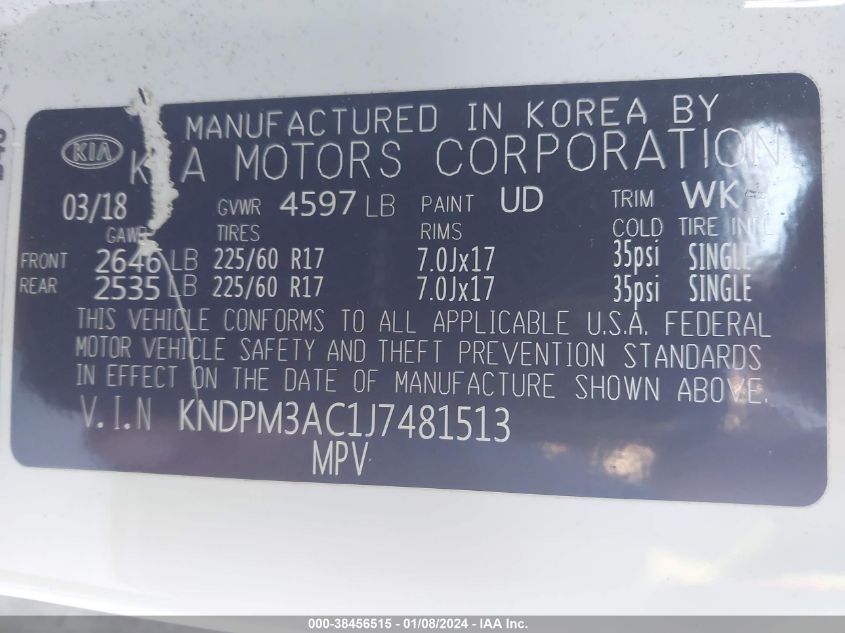 MANUFACTURED IN KOREA BY
KIA
KIA MOTORS CORPORATION
03/18 GVWR 4597 LB PAINT UD TRIM WK
GAWR TIRES RIMS COLD TIRE INFL
FRONT 2646 LB 225/60 R17 7.0Jx17 35psi SINGLE
REAR 2535 LB 225/60 R17 7.0Jx17 35psi SINGLE
THIS VEHICLE CONFORMS TO ALL APPLICABLE U.S.A. FEDERAL
MOTOR VEHICLE SAFETY AND THEFT PREVENTION STANDARDS
IN EFFECT ON THE DATE OF MANUFACTURE SHOWN ABOVE.
V.I.N KNDPM3AC1J7481513
MPV
000-38456515 - 01/08/2024 - IAA Inc.